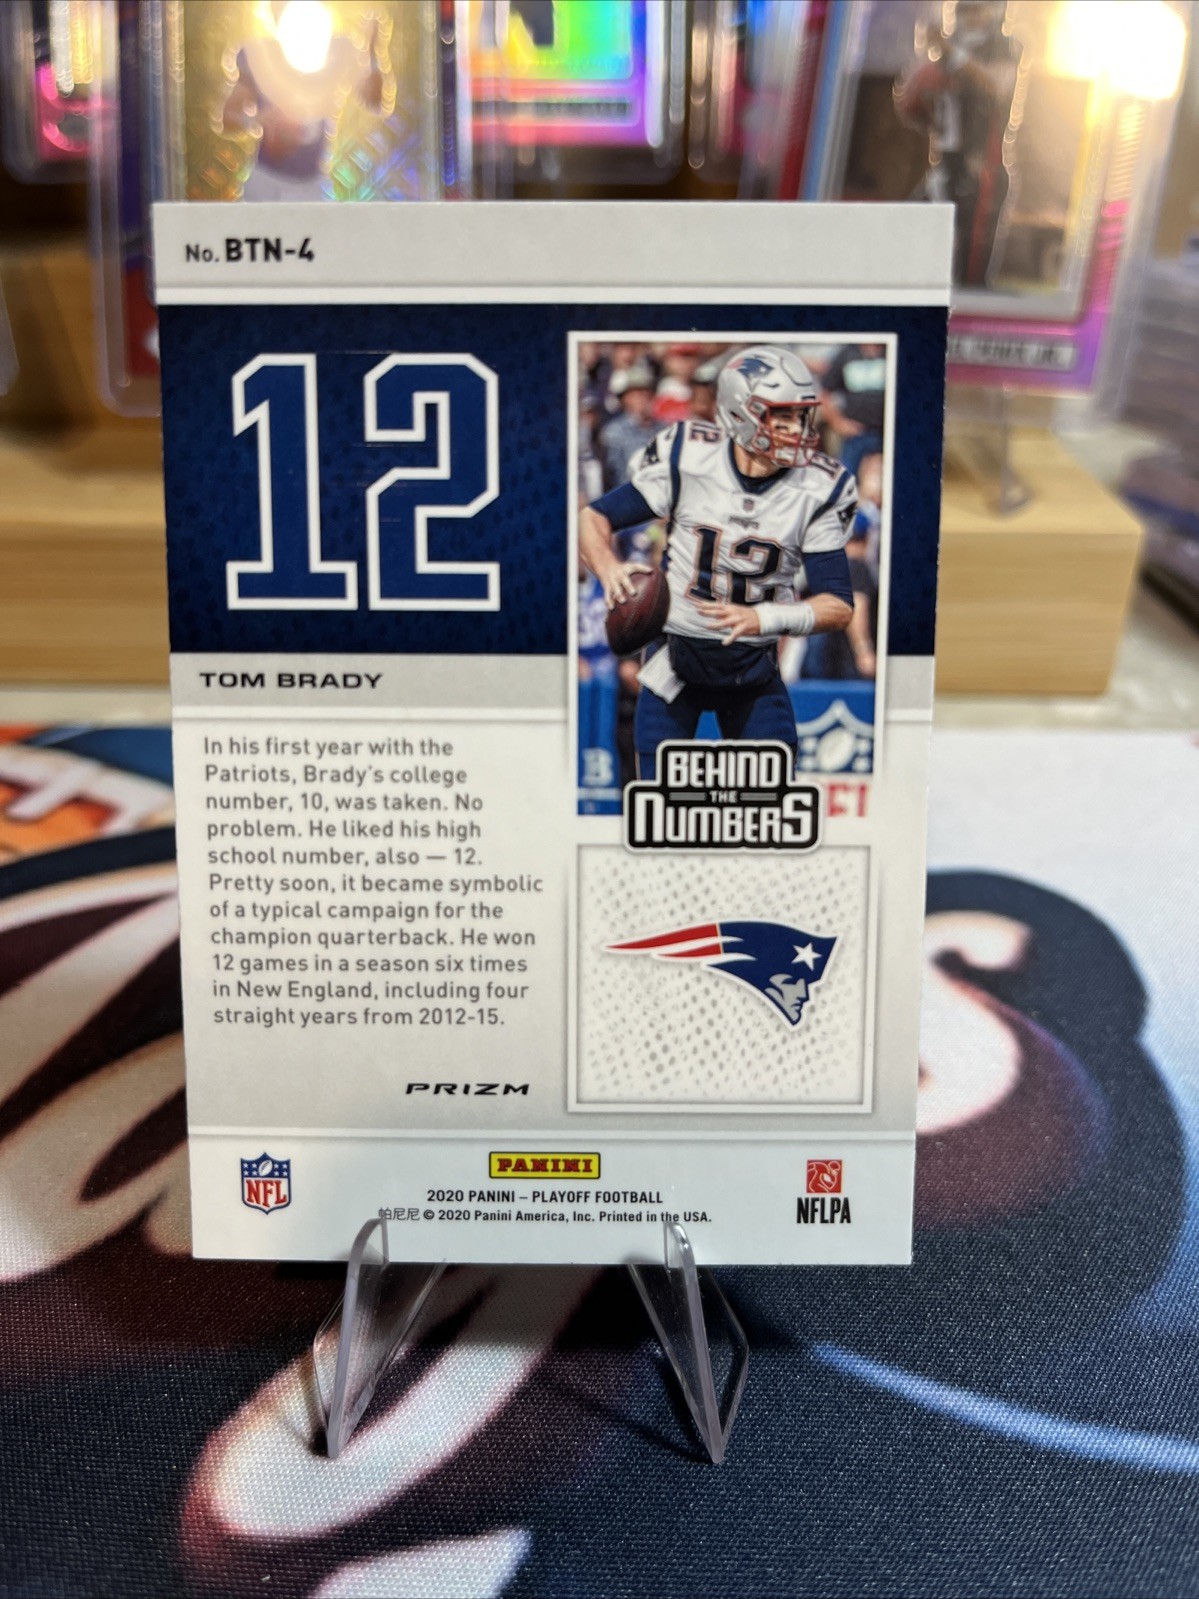 No. BTN-4
12
TOM BRADY
In his first year with the
Patriots, Brady's college
number, 10, was taken. No
problem. He liked his high
school number, also — 12.
Pretty soon, it became symbolic
of a typical campaign for the
champion quarterback. He won
12 games in a season six times
in New England, including four
straight years from 2012-15.
PRIZM
12
12
12
BEHIND
THE
NUMBERS
NFL
PANINI
2020 PANINI – PLAYOFF FOOTBALL
帕尼尼 © 2020 Panini America, Inc. Printed in the USA.
NFLPA